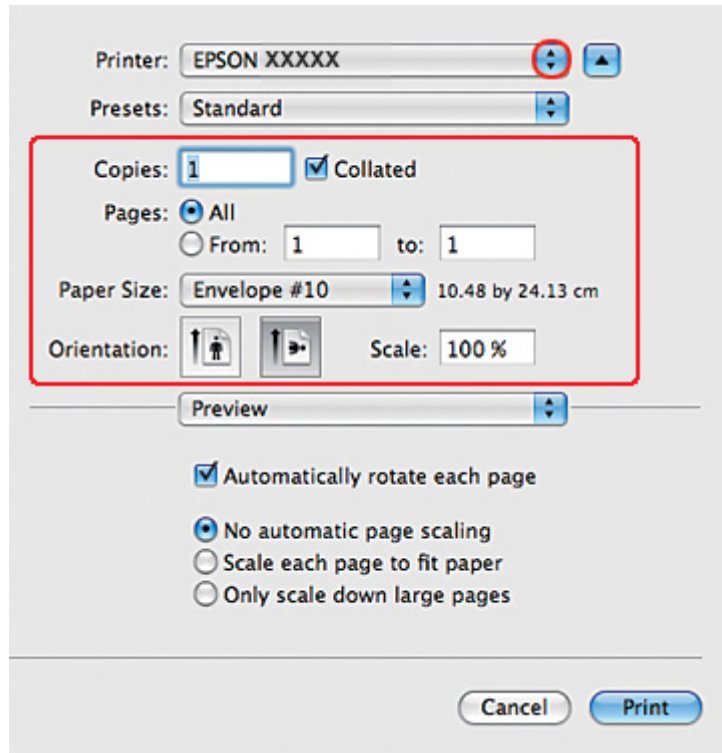 Printer: EPSON XXXXX
Presets: Standard
Copies: 1 Collated
Pages: All
From: 1 to: 1
Paper Size: Envelope #10 10.48 by 24.13 cm
Orientation: Scale: 100 %
Preview
Automatically rotate each page
No automatic page scaling
Scale each page to fit paper
Only scale down large pages
Cancel Print